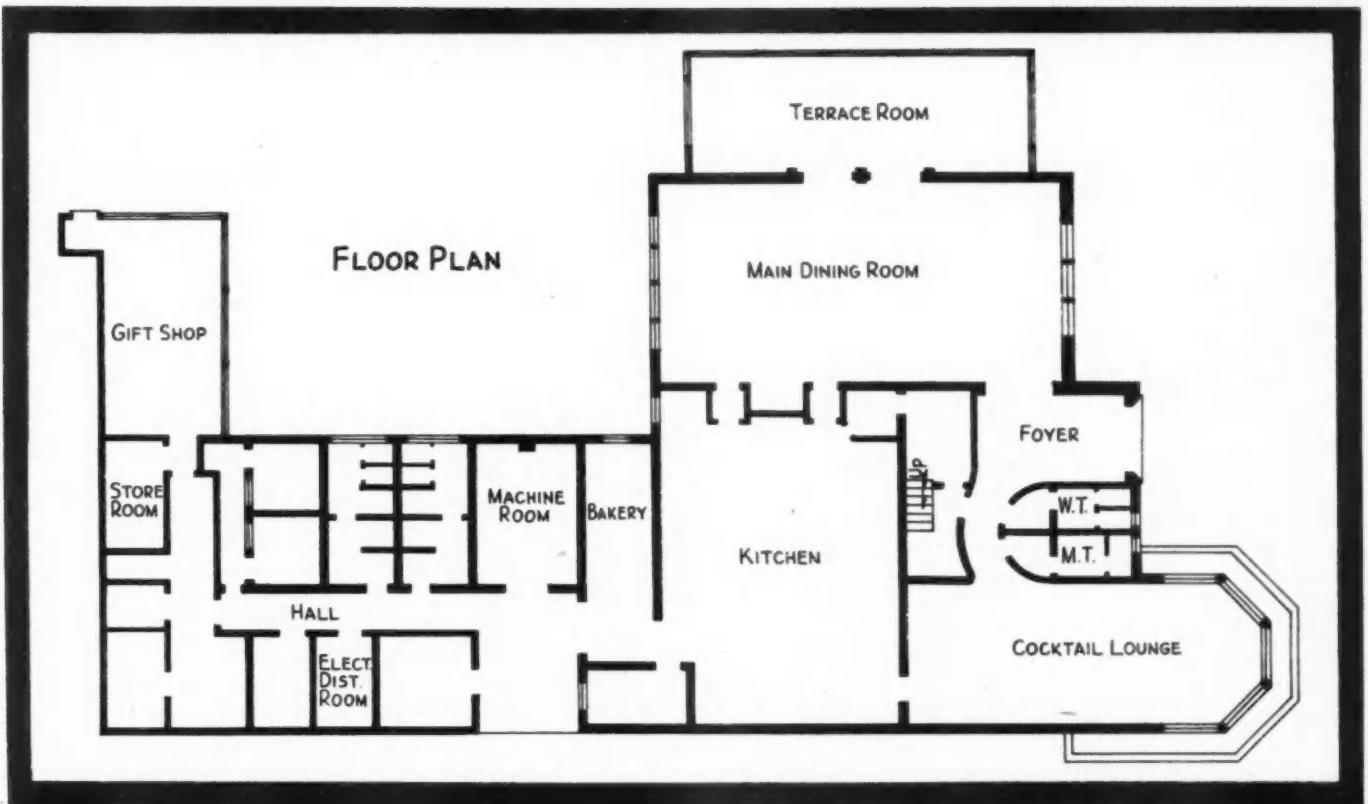 TERRACE ROOM
FLOOR PLAN
MAIN DINING ROOM
GIFT SHOP
FOYER
UP
STORE
ROOM
MACHINE
ROOM
BAKERY
W.T.
KITCHEN
M.T.
HALL
COCKTAIL LOUNGE
ELECT.
DIST.
ROOM